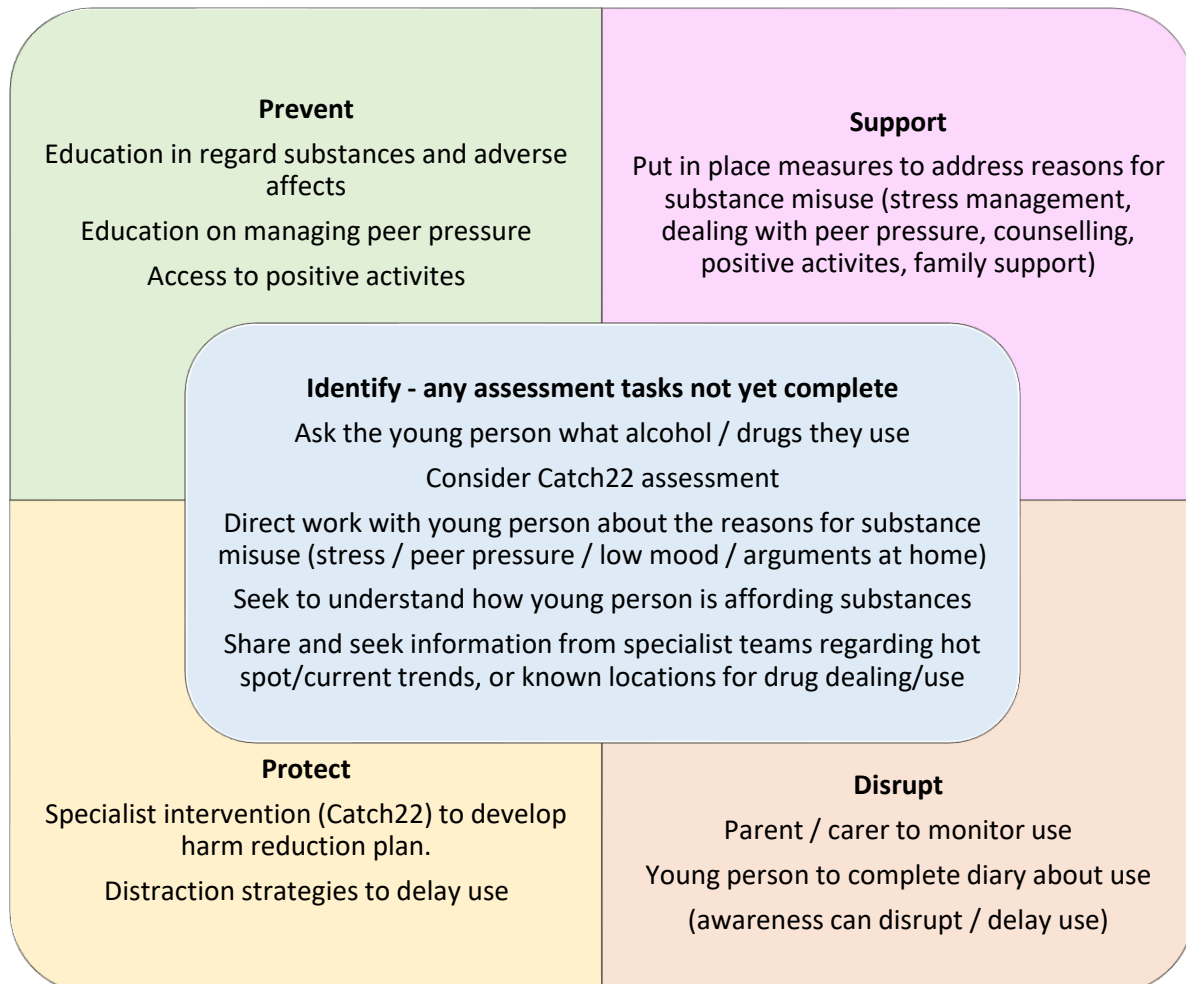 Prevent
Education in regard substances and adverse
affects
Education on managing peer pressure
Access to positive activites
Support
Put in place measures to address reasons for
substance misuse (stress management,
dealing with peer pressure, counselling,
positive activites, family support)
Identify - any assessment tasks not yet complete
Ask the young person what alcohol / drugs they use
Consider Catch22 assessment
Direct work with young person about the reasons for substance
misuse (stress / peer pressure / low mood / arguments at home)
Seek to understand how young person is affording substances
Share and seek information from specialist teams regarding hot
spot/current trends, or known locations for drug dealing/use
Protect
Specialist intervention (Catch22) to develop
harm reduction plan.
Distraction strategies to delay use
Disrupt
Parent / carer to monitor use
Young person to complete diary about use
(awareness can disrupt / delay use)